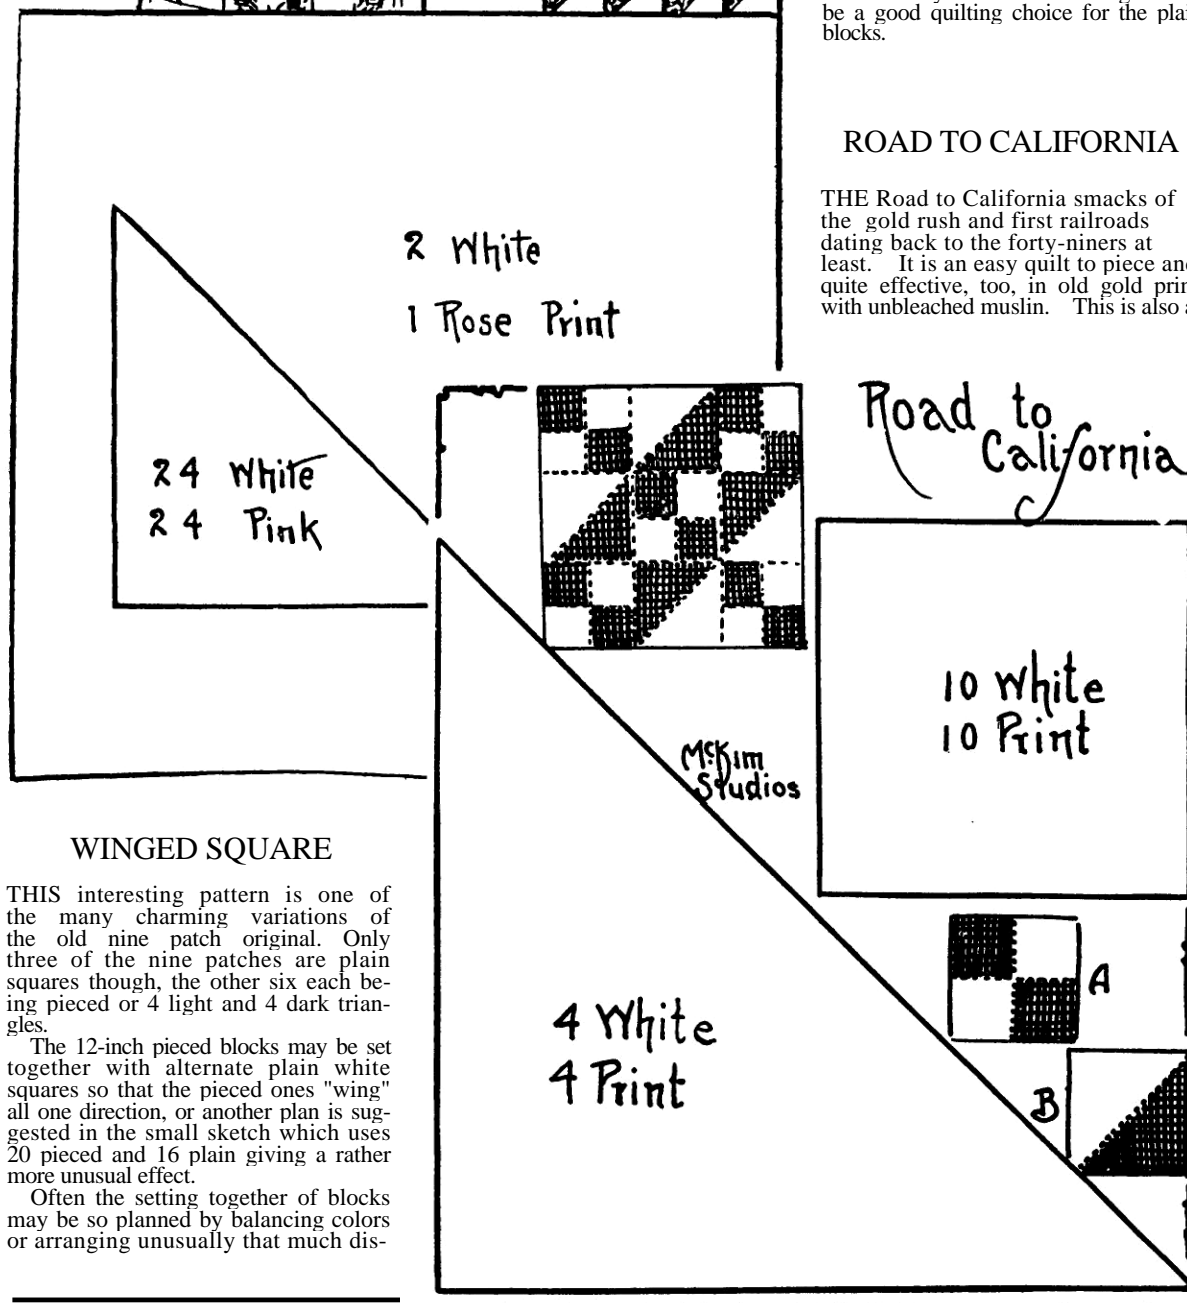 2 White
1 Rose Print
24 White
24 Pink
WINGED SQUARE
THIS interesting pattern is one of
the many charming variations of
the old nine patch original. Only
three of the nine patches are plain
squares though, the other six each be-
ing pieced or 4 light and 4 dark trian-
gles.
The 12-inch pieced blocks may be set
together with alternate plain white
squares so that the pieced ones "wing"
all one direction, or another plan is sug-
gested in the small sketch which uses
20 pieced and 16 plain giving a rather
more unusual effect.
Often the setting together of blocks
may be so planned by balancing colors
or arranging unusually that much dis-
be a good quilting choice for the plai
blocks.
ROAD TO CALIFORNIA
THE Road to California smacks of
the gold rush and first railroads
dating back to the forty-niners at
least. It is an easy quilt to piece and
quite effective, too, in old gold prin
with unbleached muslin. This is also a
Road to
California
10 White
10 Print
McKim
Studios
A
B
4 White
4 Print